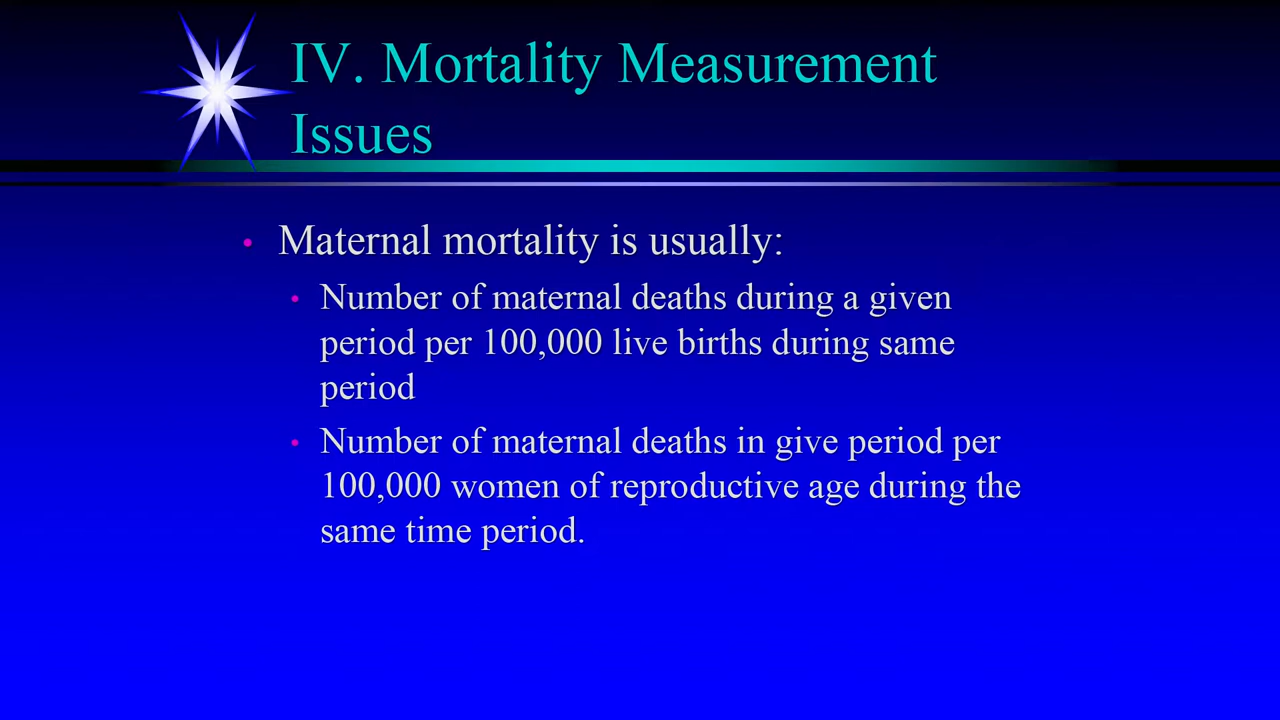 IV. Mortality Measurement
Issues
• Maternal mortality is usually:
• Number of maternal deaths during a given
period per 100,000 live births during same
period
• Number of maternal deaths in give period per
100,000 women of reproductive age during the
same time period.